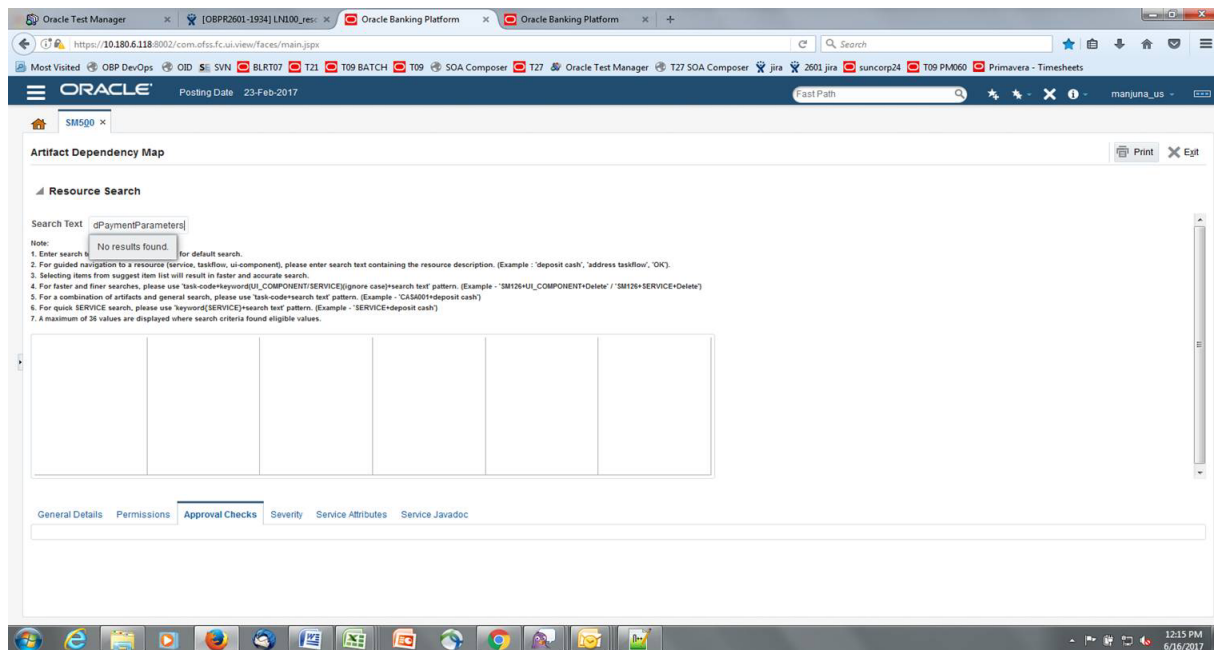 Oracle Test Manager × [OBPR2601-1934] LN100_resc × Oracle Banking Platform × Oracle Banking Platform × +
https://10.180.6.118:8002/com.ofss.fc.ui.view/faces/main.jspx Search
Most Visited OBP DevOps OID SVN BLRT07 T21 T09 BATCH T09 SOA Composer T27 Oracle Test Manager T27 SOA Composer jira 2601 jira suncorp24 T09 PM060 Primavera - Timesheets
ORACLE Posting Date 23-Feb-2017 Fast Path manjuna_us
SM500 ×
Artifact Dependency Map Print Exit
Resource Search
Search Text dPaymentParameters
No results found.
Note:
1. Enter search t for default search.
2. For guided navigation to a resource (service, taskflow, ui-component), please enter search text containing the resource description. (Example : 'deposit cash', 'address taskflow', 'OK').
3. Selecting items from suggest item list will result in faster and accurate search.
4. For faster and finer searches, please use 'task-code+keyword(UI_COMPONENT/SERVICE)(ignore case)+search text' pattern. (Example - 'SM126+UI_COMPONENT+Delete' / 'SM126+SERVICE+Delete')
5. For a combination of artifacts and general search, please use 'task-code+search text' pattern. (Example - 'CASA001+deposit cash')
6. For quick SERVICE search, please use 'keyword(SERVICE)+search text' pattern. (Example - 'SERVICE+deposit cash')
7. A maximum of 36 values are displayed where search criteria found eligible values.
General Details Permissions Approval Checks Severity Service Attributes Service Javadoc
12:15 PM
6/16/2017